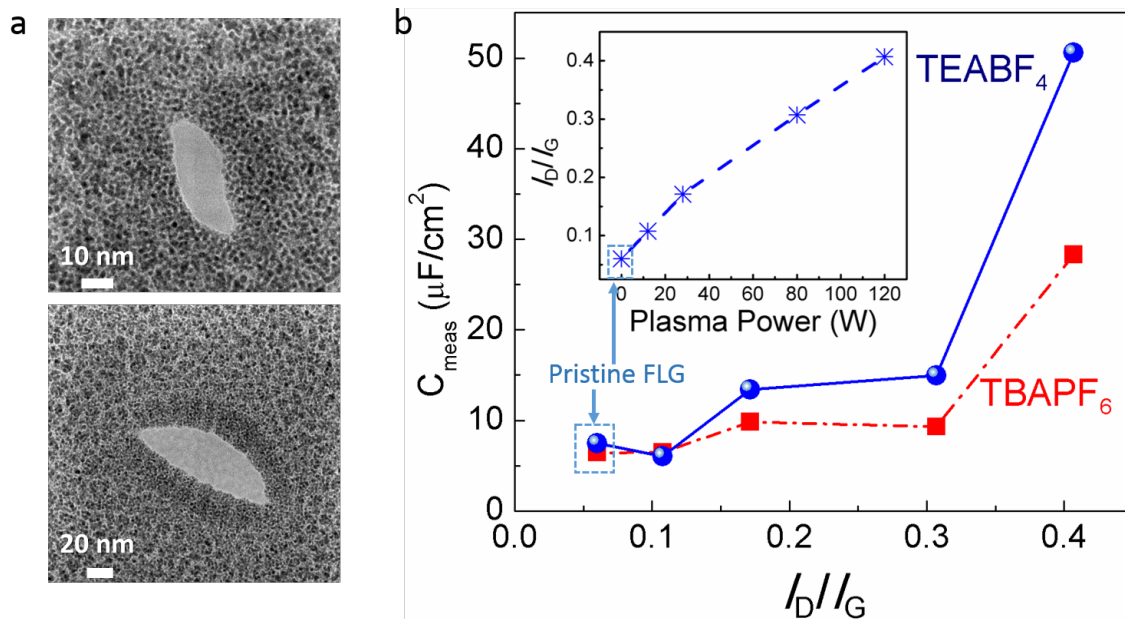 a
10 nm
20 nm
b
C_meas (μF/cm²)
50
40
30
20
10
0
0.0
0.1
0.2
0.3
0.4
I_D/I_G
TEABF₄
TBAPF₆
Pristine FLG
I_D/I_G
0.4
0.3
0.2
0.1
0
20
40
60
80
100
120
Plasma Power (W)